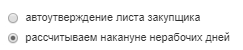 автоутверждение листа закупщика
рассчитываем накануне нерабочих дней